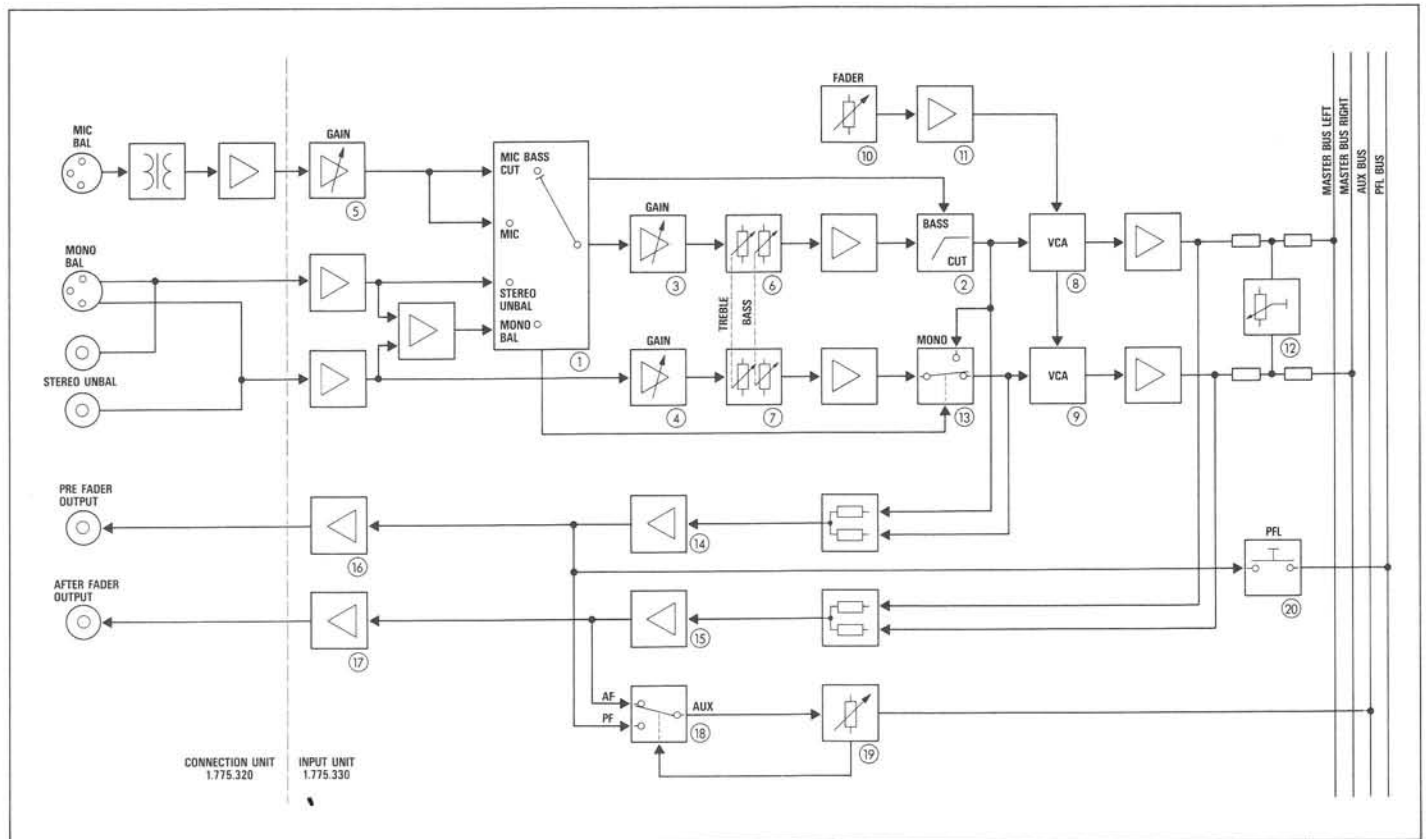 FADER
MASTER BUS LEFT
MASTER BUS RIGHT
AUX BUS
PFL BUS
MIC
BAL
GAIN
5
MIC BASS
CUT
MIC
STEREO
UNBAL
MONO
BAL
1
10
11
GAIN
3
6
BASS
CUT
2
VCA
8
MONO
BAL
STEREO UNBAL
TREBLE
BASS
GAIN
4
7
MONO
13
VCA
9
12
PRE FADER
OUTPUT
16
14
PFL
20
AFTER FADER
OUTPUT
17
15
AF
PF
AUX
18
19
CONNECTION UNIT
1.775.320
INPUT UNIT
1.775.330